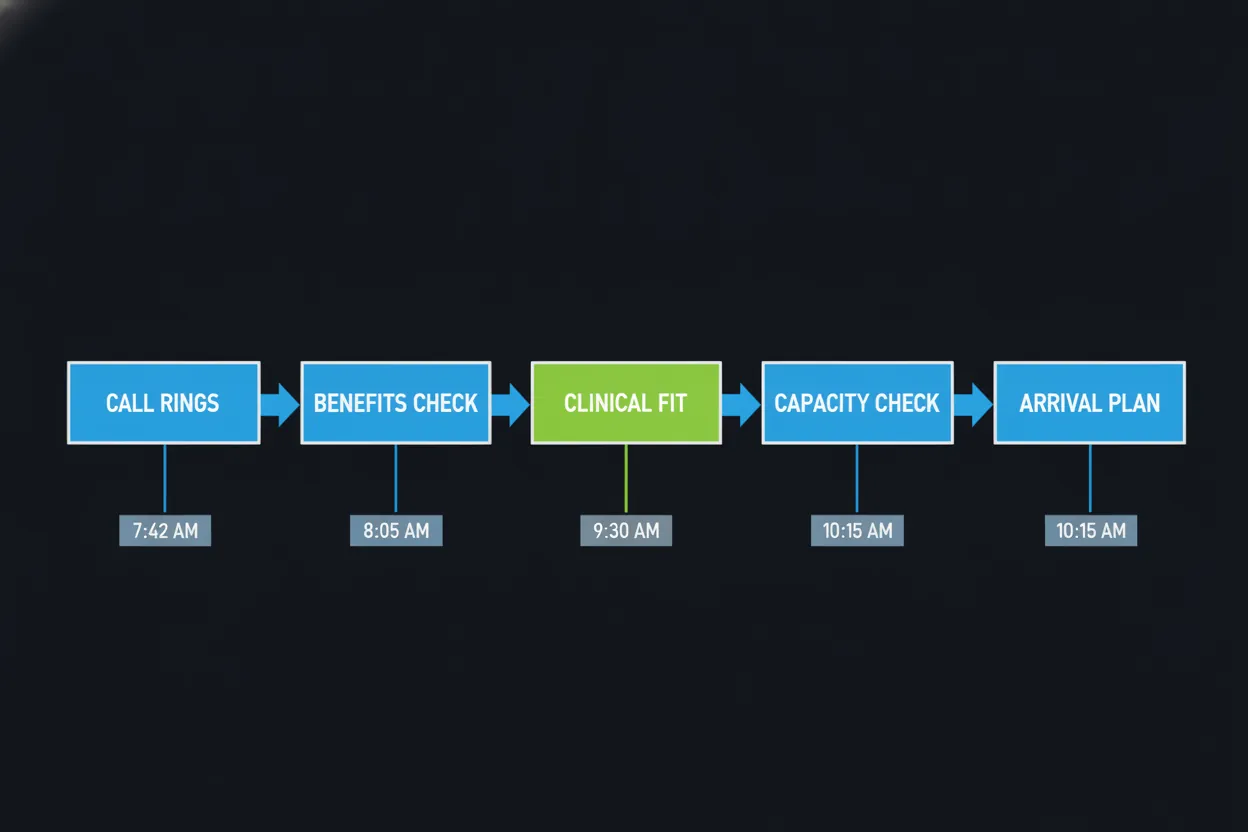 CALL RINGS
BENEFITS CHECK
CLINICAL FIT
CAPACITY CHECK
ARRIVAL PLAN
7:42 AM
8:05 AM
9:30 AM
10:15 AM
10:15 AM